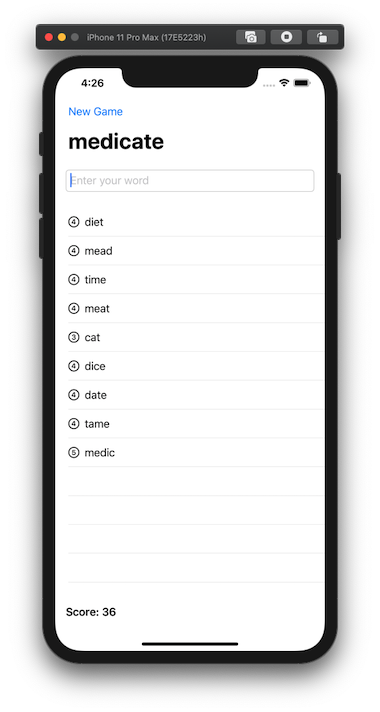 iPhone 11 Pro Max (17E5223h)
4:26
New Game
medicate
Enter your word
4 diet
4 mead
4 time
4 meat
3 cat
4 dice
4 date
4 tame
5 medic
Score: 36